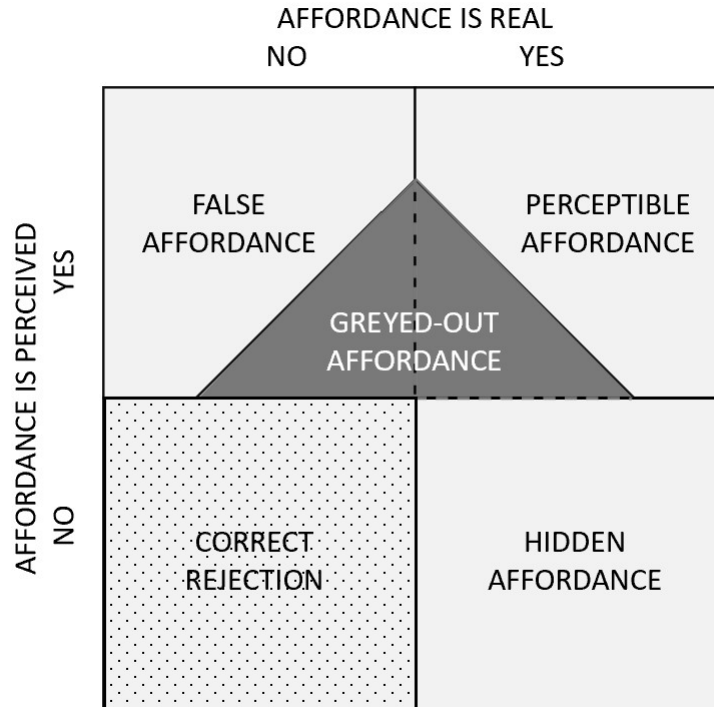 AFFORDANCE IS REAL
NO YES
AFFORDANCE IS PERCEIVED
YES
NO
FALSE
AFFORDANCE
PERCEPTIBLE
AFFORDANCE
GREYED-OUT
AFFORDANCE
CORRECT
REJECTION
HIDDEN
AFFORDANCE